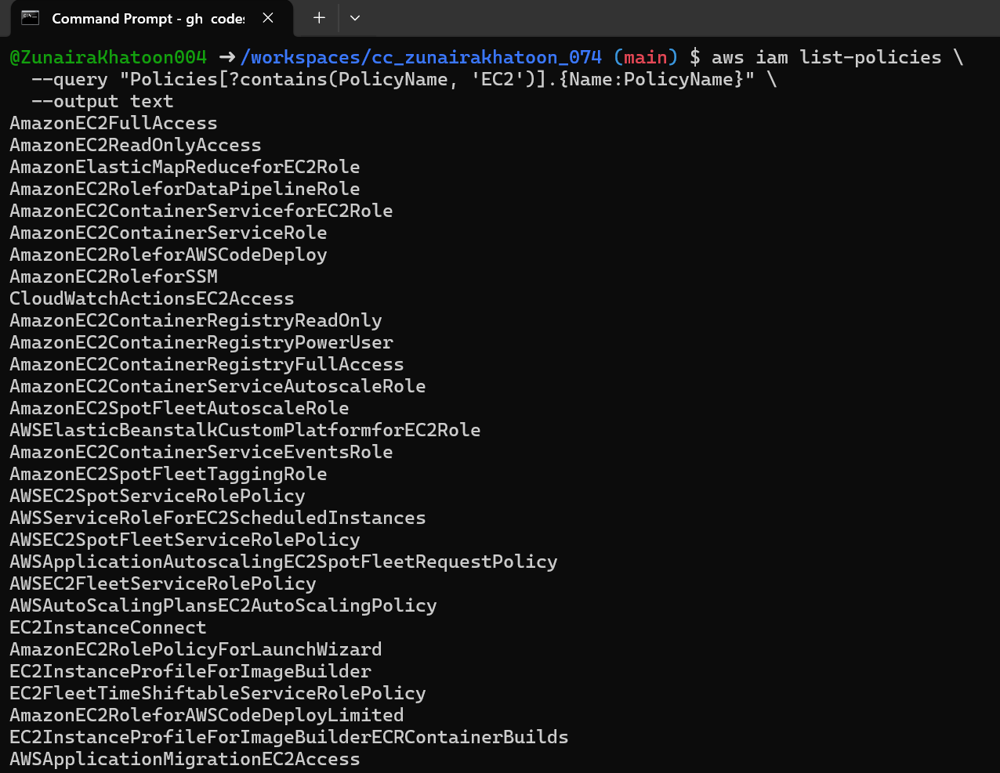 Command Prompt - gh codes
@ZunairaKhatoon004 ➜ /workspaces/cc_zunairakhatoon_074 (main) $ aws iam list-policies \
  --query "Policies[?contains(PolicyName, 'EC2')].{Name:PolicyName}" \
  --output text
AmazonEC2FullAccess
AmazonEC2ReadOnlyAccess
AmazonElasticMapReduceforEC2Role
AmazonEC2RoleforDataPipelineRole
AmazonEC2ContainerServiceforEC2Role
AmazonEC2ContainerServiceRole
AmazonEC2RoleforAWSCodeDeploy
AmazonEC2RoleforSSM
CloudWatchActionsEC2Access
AmazonEC2ContainerRegistryReadOnly
AmazonEC2ContainerRegistryPowerUser
AmazonEC2ContainerRegistryFullAccess
AmazonEC2ContainerServiceAutoscaleRole
AmazonEC2SpotFleetAutoscaleRole
AWSElasticBeanstalkCustomPlatformforEC2Role
AmazonEC2ContainerServiceEventsRole
AmazonEC2SpotFleetTaggingRole
AWSEC2SpotServiceRolePolicy
AWSServiceRoleForEC2ScheduledInstances
AWSEC2SpotFleetServiceRolePolicy
AWSApplicationAutoscalingEC2SpotFleetRequestPolicy
AWSEC2FleetServiceRolePolicy
AWSAutoScalingPlansEC2AutoScalingPolicy
EC2InstanceConnect
AmazonEC2RolePolicyForLaunchWizard
EC2InstanceProfileForImageBuilder
EC2FleetTimeShiftableServiceRolePolicy
AmazonEC2RoleforAWSCodeDeployLimited
EC2InstanceProfileForImageBuilderECRContainerBuilds
AWSApplicationMigrationEC2Access